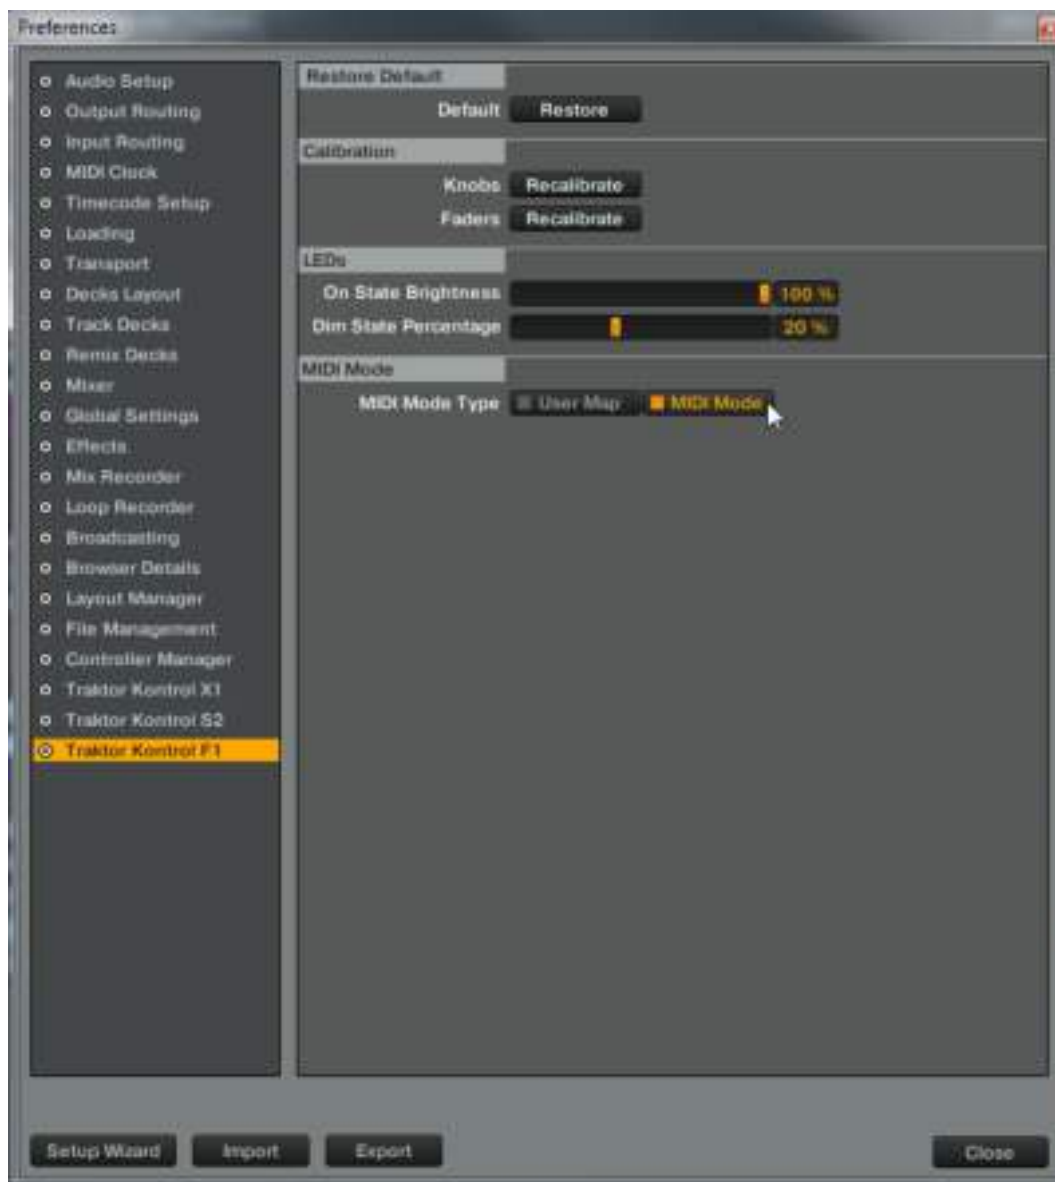 Preferences
Audio Setup
Output Routing
Input Routing
MIDI Clock
Timecode Setup
Loading
Transport
Decks Layout
Track Decks
Remix Decks
Mixer
Global Settings
Effects
Mix Recorder
Loop Recorder
Broadcasting
Browser Details
Layout Manager
File Management
Controller Manager
Traktor Kontrol X1
Traktor Kontrol S2
Traktor Kontrol F1
Restore Default
Default Restore
Calibration
Knobs Recalibrate
Faders Recalibrate
LEDs
On State Brightness 100 %
Dim State Percentage 20 %
MIDI Mode
MIDI Mode Type User Map MIDI Mode
Setup Wizard Import Export Close